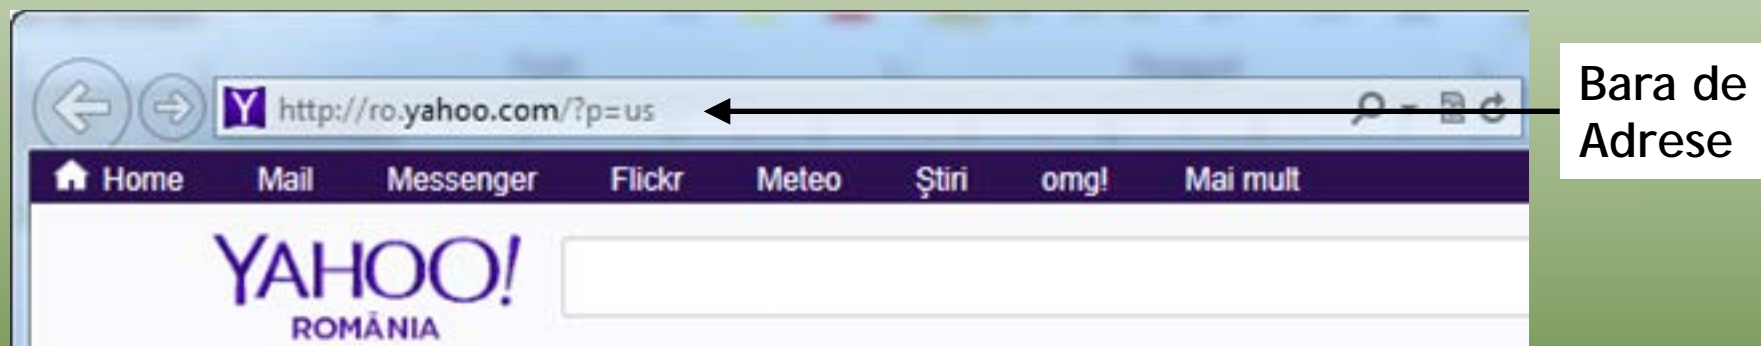 http://ro.yahoo.com/?p=us
Bara de
Adrese
Home Mail Messenger Flickr Meteo Ştiri omg! Mai mult
YAHOO!
ROMÂNIA